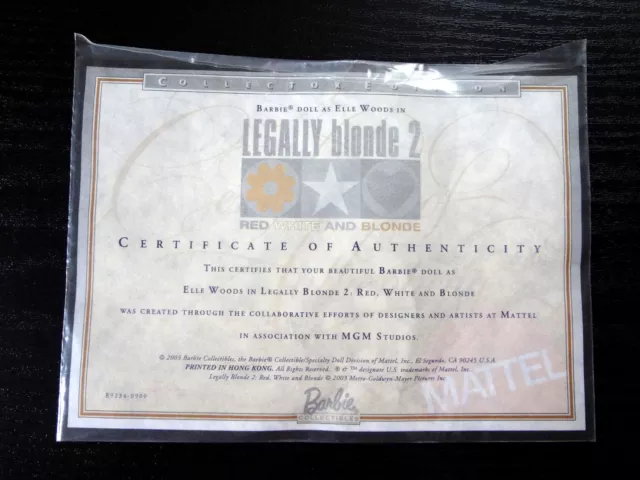 COLLECTOR EDITION
BARBIE® DOLL AS ELLE WOODS IN
LEGALLY blonde 2
RED WHITE AND BLONDE
CERTIFICATE OF AUTHENTICITY
THIS CERTIFIES THAT YOUR BEAUTIFUL BARBIE® DOLL AS
ELLE WOODS IN LEGALLY BLONDE 2: RED, WHITE AND BLONDE
WAS CREATED THROUGH THE COLLABORATIVE EFFORTS OF DESIGNERS AND ARTISTS AT MATTEL
IN ASSOCIATION WITH MGM STUDIOS.
© 2003 Barbie Collectibles, the Barbie® Collectible/Specialty Doll Division of Mattel, Inc., El Segundo, CA 90245 U.S.A.
PRINTED IN HONG KONG. All Rights Reserved. ® & ™ designate U.S. trademarks of Mattel, Inc.
Legally Blonde 2: Red, White and Blonde © 2003 Metro-Goldwyn-Mayer Pictures Inc.
MATTEL
Barbie
COLLECTIBLES